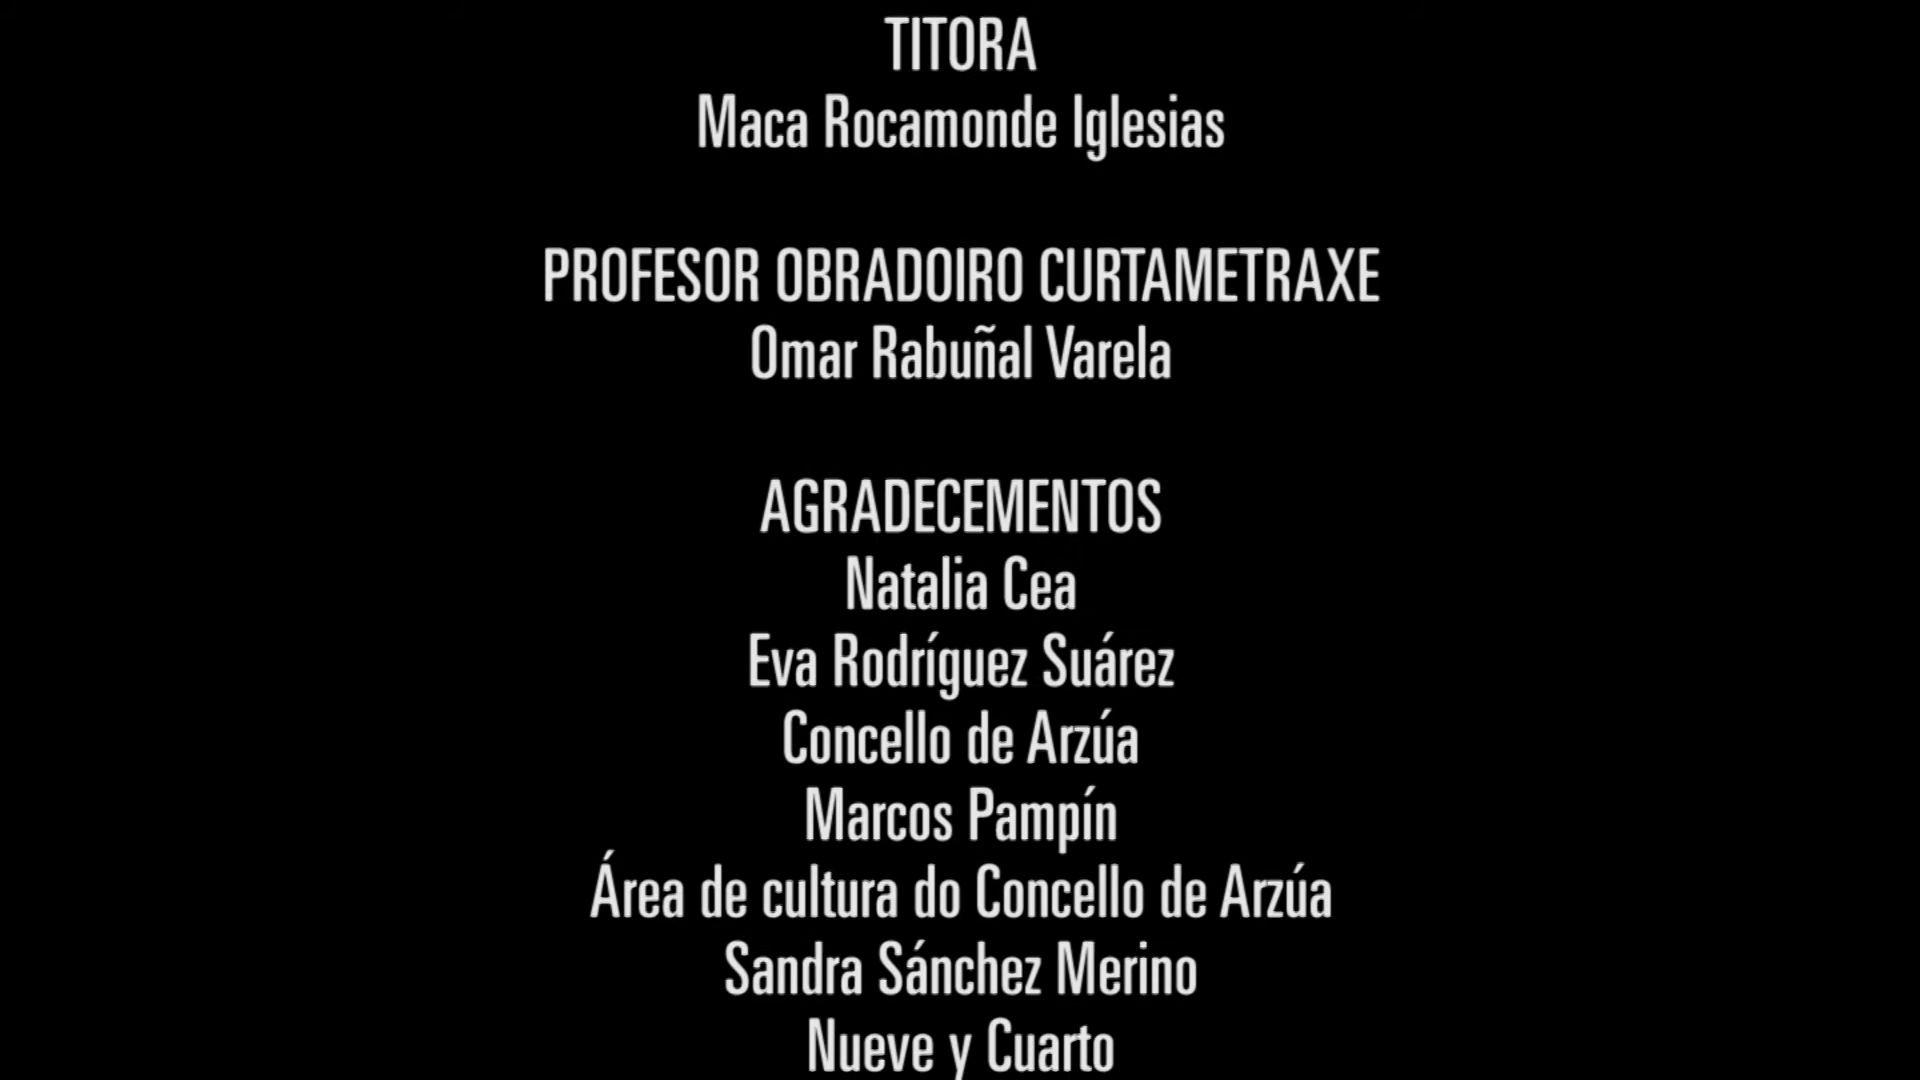 TITORA
Maca Rocamonde Iglesias
PROFESOR OBRADOIRO CURTAMETRAXE
Omar Rabuñal Varela
AGRADECEMENTOS
Natalia Cea
Eva Rodríguez Suárez
Concello de Arzúa
Marcos Pampín
Área de cultura do Concello de Arzúa
Sandra Sánchez Merino
Nueve y Cuarto